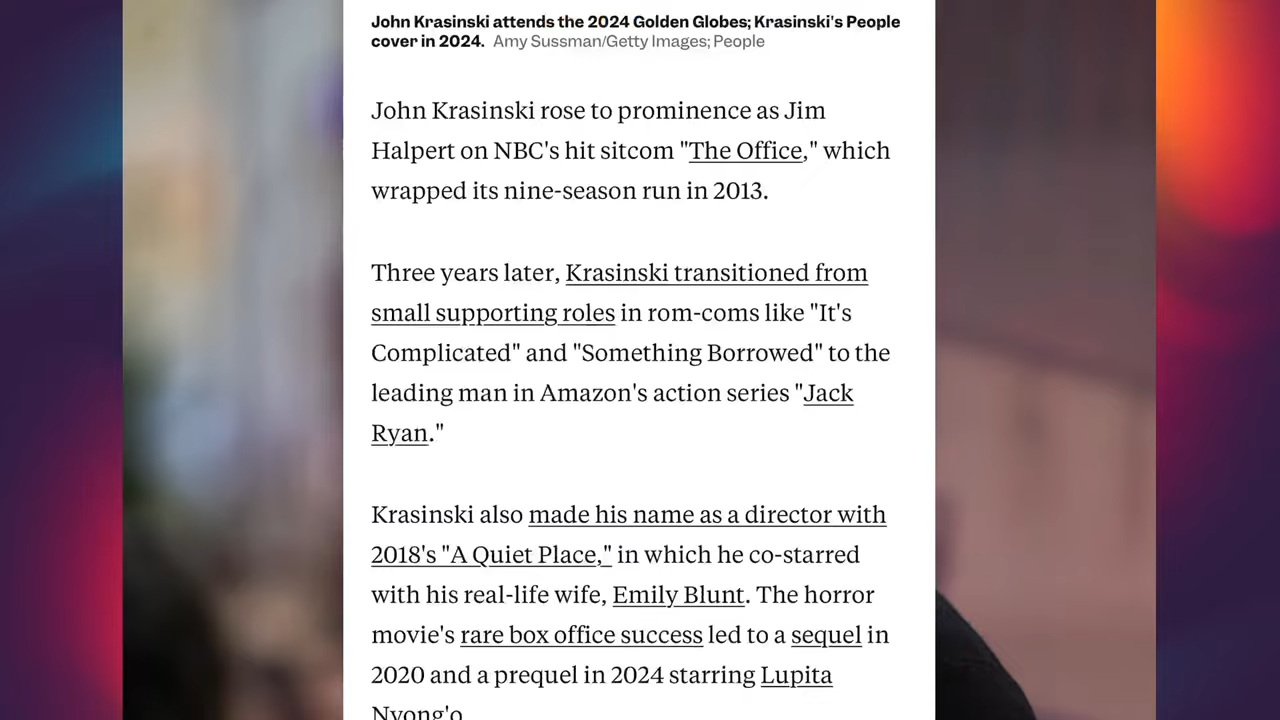 John Krasinski attends the 2024 Golden Globes; Krasinski's People
cover in 2024. Amy Sussman/Getty Images; People
John Krasinski rose to prominence as Jim
Halpert on NBC's hit sitcom "The Office," which
wrapped its nine-season run in 2013.
Three years later, Krasinski transitioned from
small supporting roles in rom-coms like "It's
Complicated" and "Something Borrowed" to the
leading man in Amazon's action series "Jack
Ryan."
Krasinski also made his name as a director with
2018's "A Quiet Place," in which he co-starred
with his real-life wife, Emily Blunt. The horror
movie's rare box office success led to a sequel in
2020 and a prequel in 2024 starring Lupita
Nyong'o